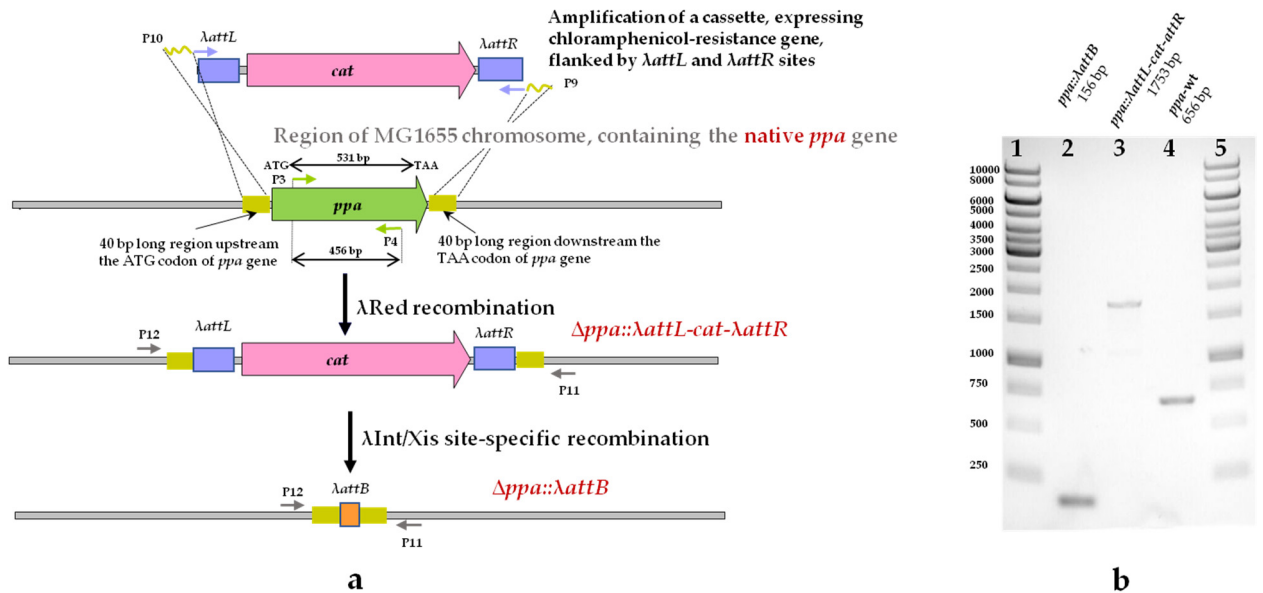 P10
λattL
cat
λattR
P9
Amplification of a cassette, expressing
chloramphenicol-resistance gene,
flanked by λattL and λattR sites
Region of MG1655 chromosome, containing the native ppa gene
ATG
531 bp
TAA
P3
ppa
P4
456 bp
40 bp long region upstream
the ATG codon of ppa gene
40 bp long region downstream the
TAA codon of ppa gene
λRed recombination
P12
λattL
cat
λattR
P11
Δppa::λattL-cat-λattR
λInt/Xis site-specific recombination
P12
λattB
P11
Δppa::λattB
a
ppa::λattB
156 bp
ppa::λattL-cat-attR
1753 bp
ppa-wt
656 bp
1 2 3 4 5
10000
5000
6000
5000
4000
3500
3000
2500
2000
1500
1000
750
500
250
b